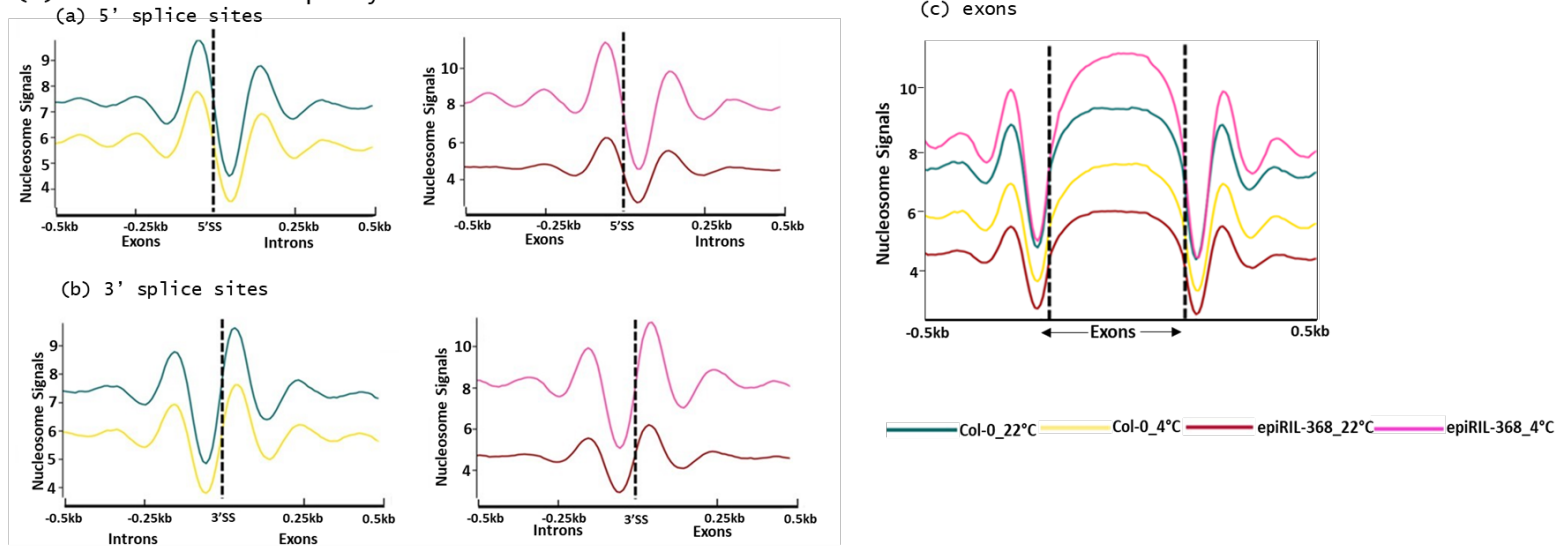 (a) 5’ splice sites
Nucleosome Signals
9
8
7
6
5
4
-0.5kb -0.25kb 5’SS 0.25kb 0.5kb
Exons Introns
Nucleosome Signals
10
8
6
4
-0.5kb -0.25kb 5’SS 0.25kb 0.5kb
Exons Introns
(b) 3’ splice sites
Nucleosome Signals
9
8
7
6
5
4
-0.5kb -0.25kb 3’SS 0.25kb 0.5kb
Introns Exons
Nucleosome Signals
10
8
6
4
-0.5kb -0.25kb 3’SS 0.25kb 0.5kb
Introns Exons
(c) exons
Nucleosome Signals
10
8
6
4
-0.5kb Exons 0.5kb
Col-0_22°C Col-0_4°C epiRIL-368_22°C epiRIL-368_4°C